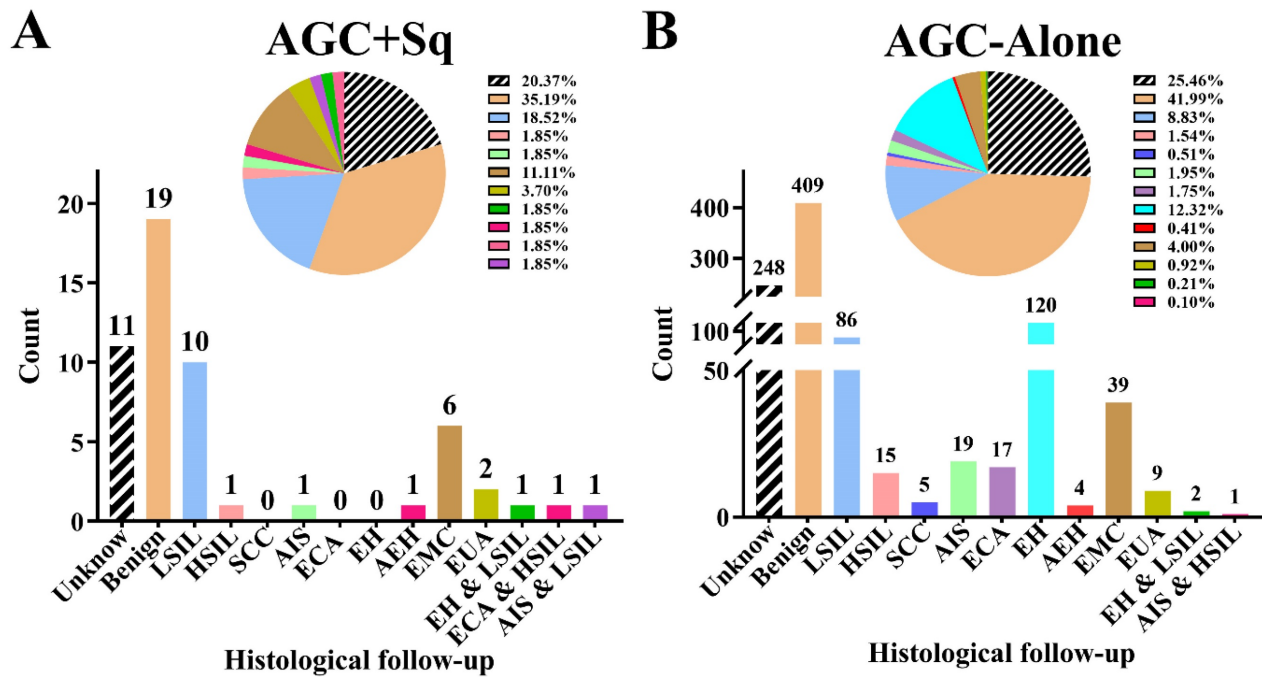 A
AGC+Sq
20.37%
35.19%
18.52%
1.85%
1.85%
11.11%
3.70%
1.85%
1.85%
1.85%
1.85%
Count
20
15
10
5
0
11
19
10
1
0
1
0
0
1
6
2
1
1
1
Unknow
Benign
LSIL
HSIL
SCC
AIS
ECA
EH
AEH
EMC
EUA
EH & LSIL
ECA & HSIL
AIS & LSIL
Histological follow-up
B
AGC-Alone
25.46%
41.99%
8.83%
1.54%
0.51%
1.95%
1.75%
12.32%
0.41%
4.00%
0.92%
0.21%
0.10%
Count
400
300
100
50
0
248
409
86
15
5
19
17
120
4
39
9
2
1
Unknow
Benign
LSIL
HSIL
SCC
AIS
ECA
EH
AEH
EMC
EUA
EH & LSIL
AIS & HSIL
Histological follow-up